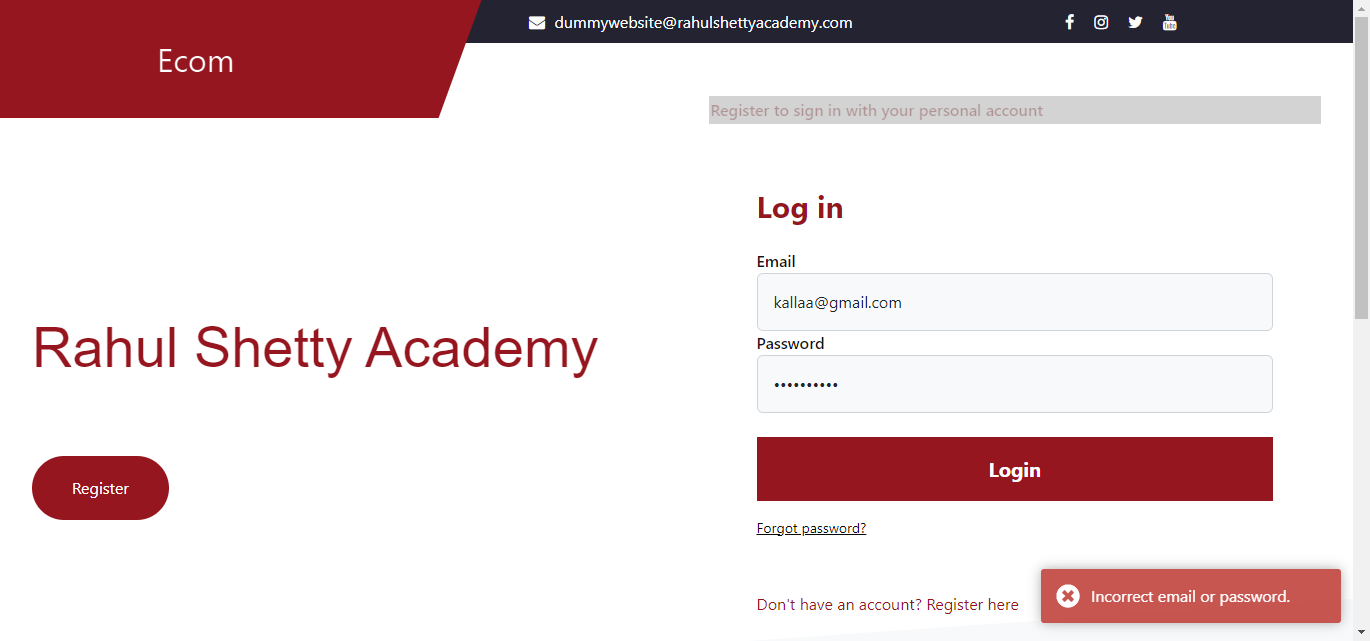 Ecom
dummywebsite@rahulshettyacademy.com
Register to sign in with your personal account
Rahul Shetty Academy
Register
Log in
Email
kallaa@gmail.com
Password
••••••••••
Login
Forgot password?
Don't have an account? Register here
Incorrect email or password.